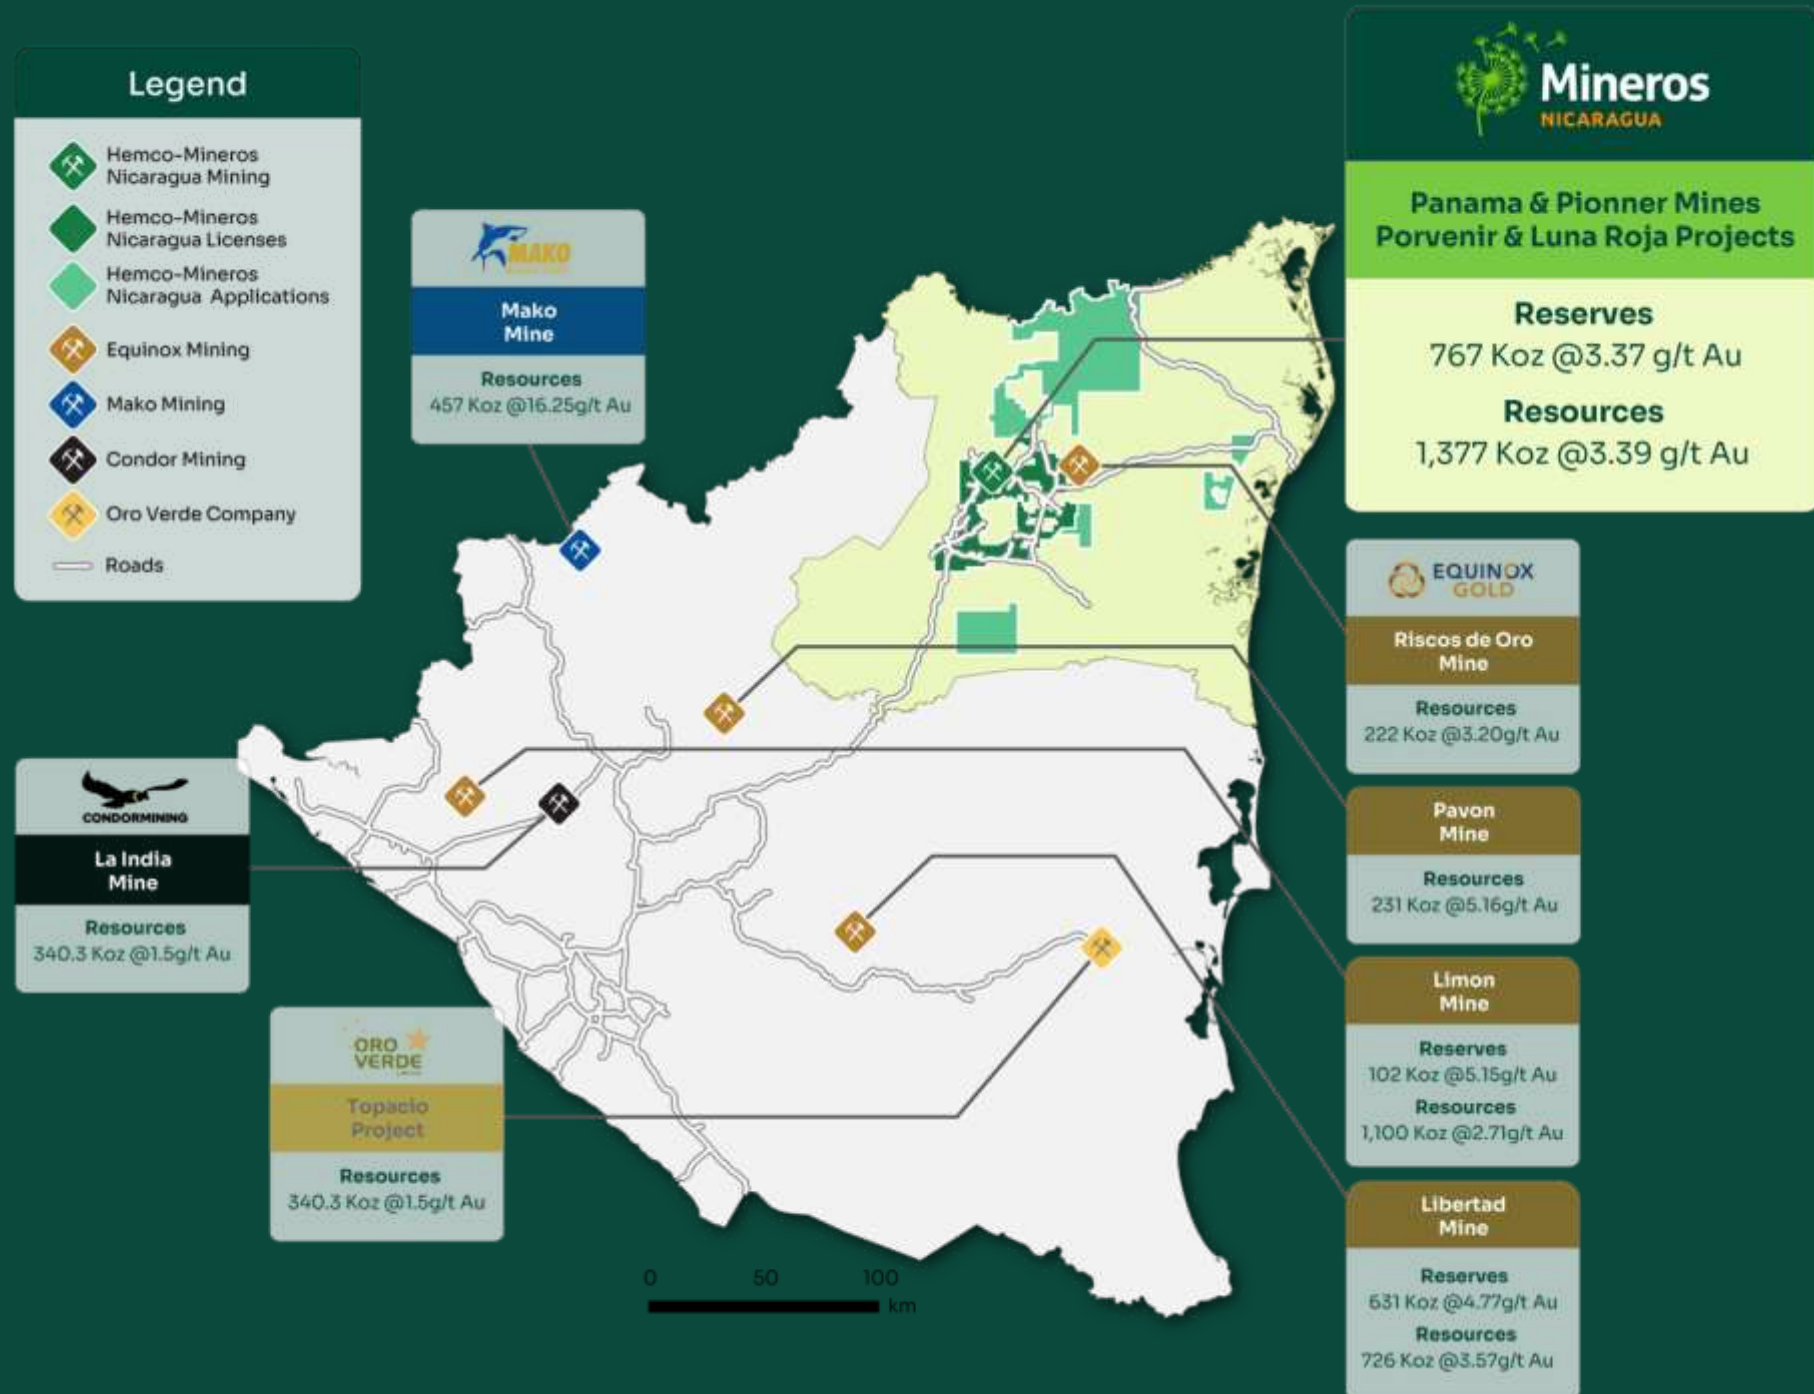 Legend
Hemco-Mineros
Nicaragua Mining
Hemco-Mineros
Nicaragua Licenses
Hemco-Mineros
Nicaragua Applications
Equinox Mining
Mako Mining
Condor Mining
Oro Verde Company
Roads
MAKO
Mako
Mine
Resources
457 Koz @16.25g/t Au
Mineros
NICARAGUA
Panama & Pionner Mines
Porvenir & Luna Roja Projects
Reserves
767 Koz @3.37 g/t Au
Resources
1,377 Koz @3.39 g/t Au
EQUINOX
GOLD
Riscos de Oro
Mine
Resources
222 Koz @3.20g/t Au
Pavon
Mine
Resources
231 Koz @5.16g/t Au
Limon
Mine
Reserves
102 Koz @5.15g/t Au
Resources
1,100 Koz @2.71g/t Au
Libertad
Mine
Reserves
631 Koz @4.77g/t Au
Resources
726 Koz @3.57g/t Au
CONDORMINING
La India
Mine
Resources
340.3 Koz @1.5g/t Au
ORO
VERDE
Topacio
Project
Resources
340.3 Koz @1.5g/t Au
0 50 100
km